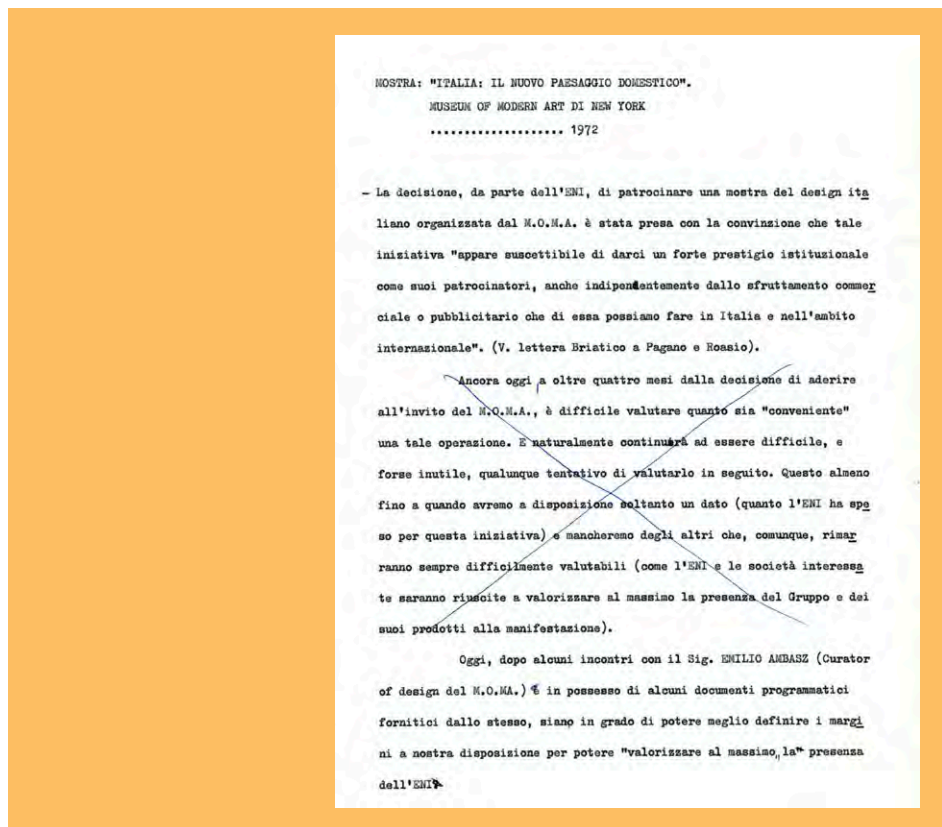 MOSTRA: "ITALIA: IL NUOVO PAESAGGIO DOMESTICO".
MUSEUM OF MODERN ART DI NEW YORK
.................... 1972
- La decisione, da parte dell'ENI, di patrocinare una mostra del design ita
liano organizzata dal M.O.M.A. è stata presa con la convinzione che tale
iniziativa "appare suscettibile di darci un forte prestigio istituzionale
come suoi patrocinatori, anche indipendentemente dallo sfruttamento commer
ciale o pubblicitario che di essa possiamo fare in Italia e nell'ambito
internazionale". (V. lettera Briatico a Pagano e Roasio).
Ancora oggi a oltre quattro mesi dalla decisione di aderire
all'invito del M.O.M.A., è difficile valutare quanto sia "conveniente"
una tale operazione. E naturalmente continuerà ad essere difficile, e
forse inutile, qualunque tentativo di valutarlo in seguito. Questo almeno
fino a quando avremo a disposizione soltanto un dato (quanto l'ENI ha spe
so per questa iniziativa) e mancheremo degli altri che, comunque, rimar
ranno sempre difficilmente valutabili (come l'ENI e le società interessa
te saranno riuscite a valorizzare al massimo la presenza del Gruppo e dei
suoi prodotti alla manifestazione).
Oggi, dopo alcuni incontri con il Sig. EMILIO AMBASZ (Curator
of design del M.O.MA.) e in possesso di alcuni documenti programmatici
fornitici dallo stesso, siamo in grado di potere meglio definire i margi
ni a nostra disposizione per potere "valorizzare al massimo" la" presenza
dell'ENI